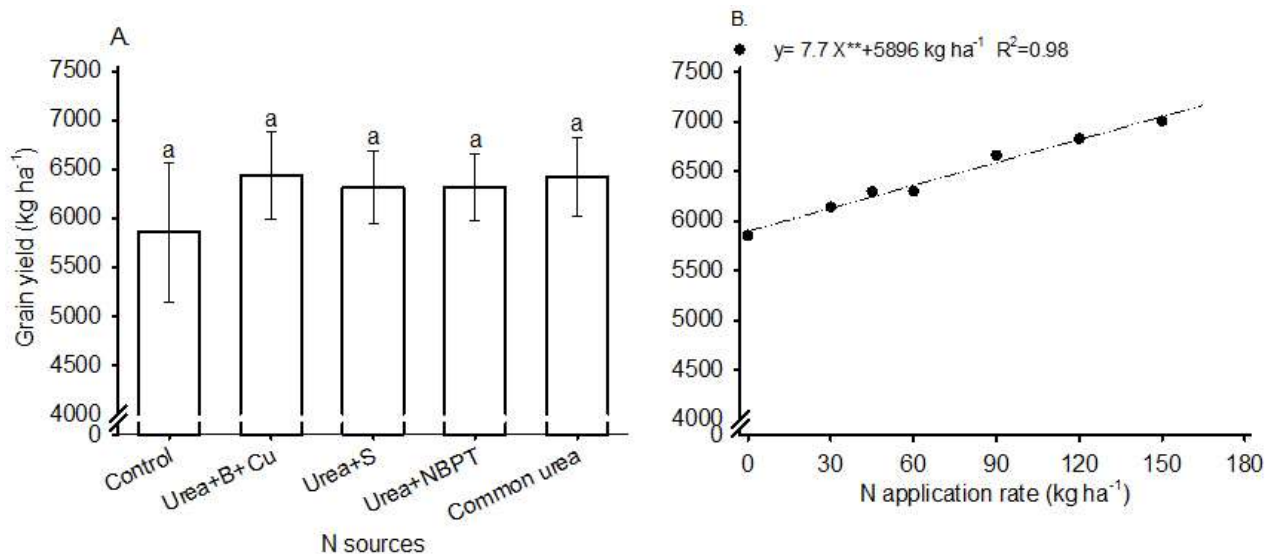 A.
Grain yield (kg ha⁻¹)
7500
7000
6500
6000
5500
5000
4500
4000
0
a
a
a
a
a
Control
Urea+B+Cu
Urea+S
Urea+NBPT
Common urea
N sources
B.
y= 7.7 X**+5896 kg ha⁻¹ R²=0.98
7500
7000
6500
6000
5500
5000
4500
4000
0
0 30 60 90 120 150 180
N application rate (kg ha⁻¹)